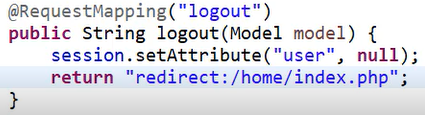 @RequestMapping("logout")
public String logout(Model model) {
    session.setAttribute("user", null);
    return "redirect:/home/index.php";
}